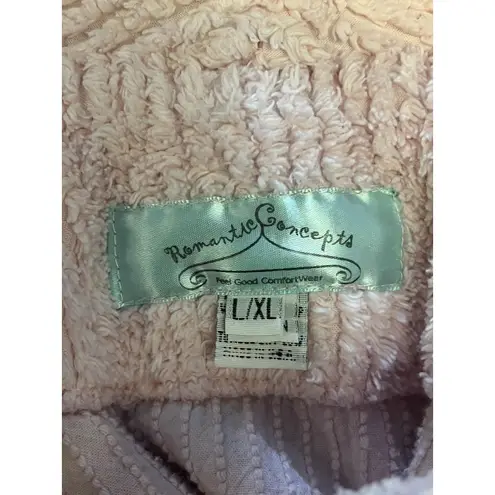 Romantic Concepts
Feel Good ComfortWear
L/XL